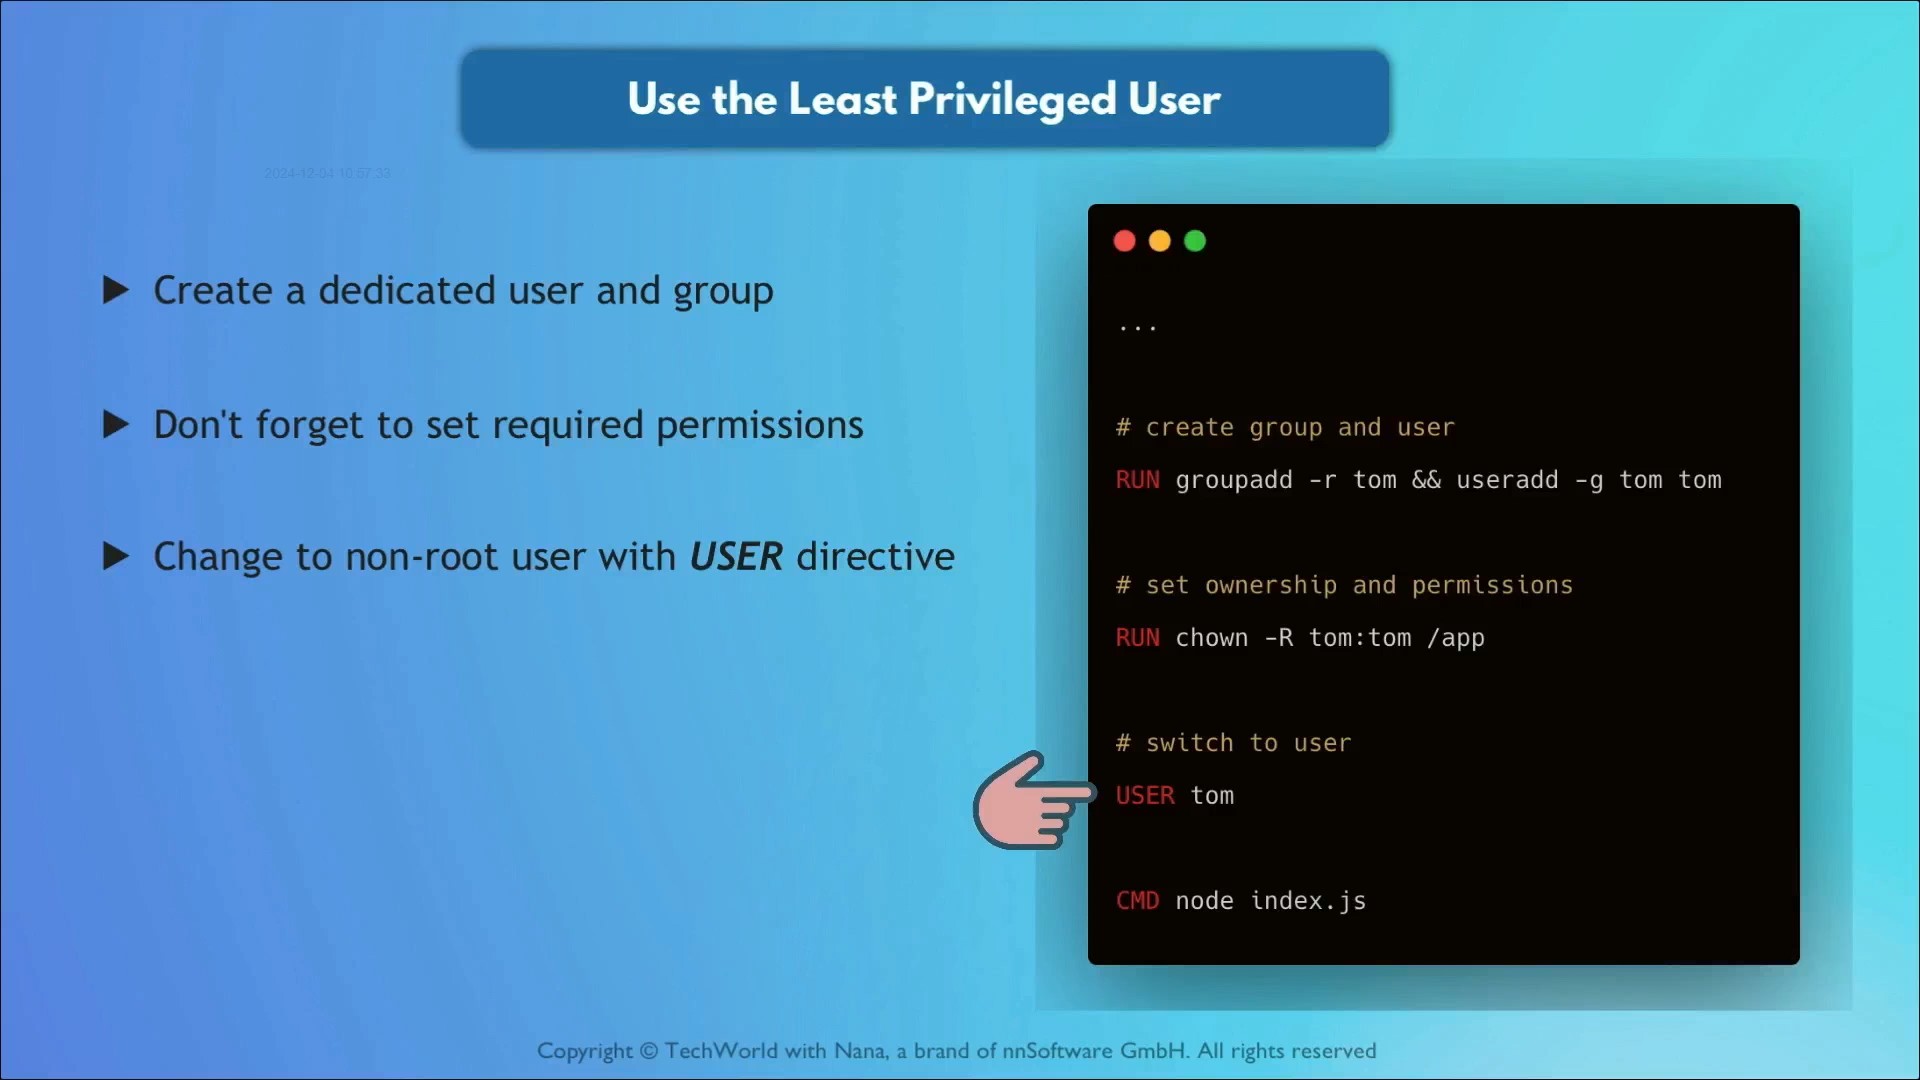 Use the Least Privileged User
2024-12-04 10:57:33
▶ Create a dedicated user and group
▶ Don't forget to set required permissions
▶ Change to non-root user with USER directive
...
# create group and user
RUN groupadd -r tom && useradd -g tom tom
# set ownership and permissions
RUN chown -R tom:tom /app
# switch to user
USER tom
CMD node index.js
Copyright © TechWorld with Nana, a brand of nnSoftware GmbH. All rights reserved